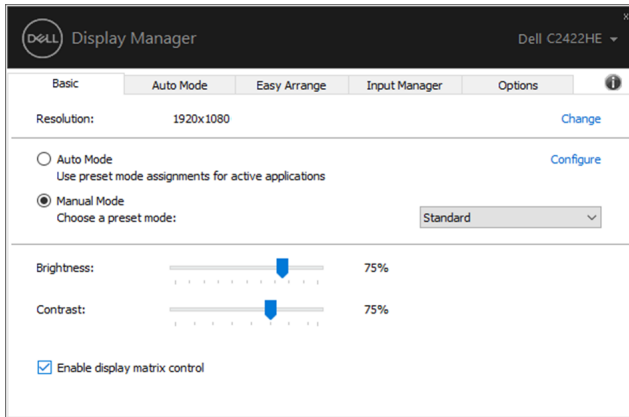 DELL Display Manager
Dell C2422HE
x
Basic
Auto Mode
Easy Arrange
Input Manager
Options
i
Resolution: 1920x1080 Change
Auto Mode Configure
Use preset mode assignments for active applications
Manual Mode
Choose a preset mode: Standard
Brightness: 75%
Contrast: 75%
Enable display matrix control